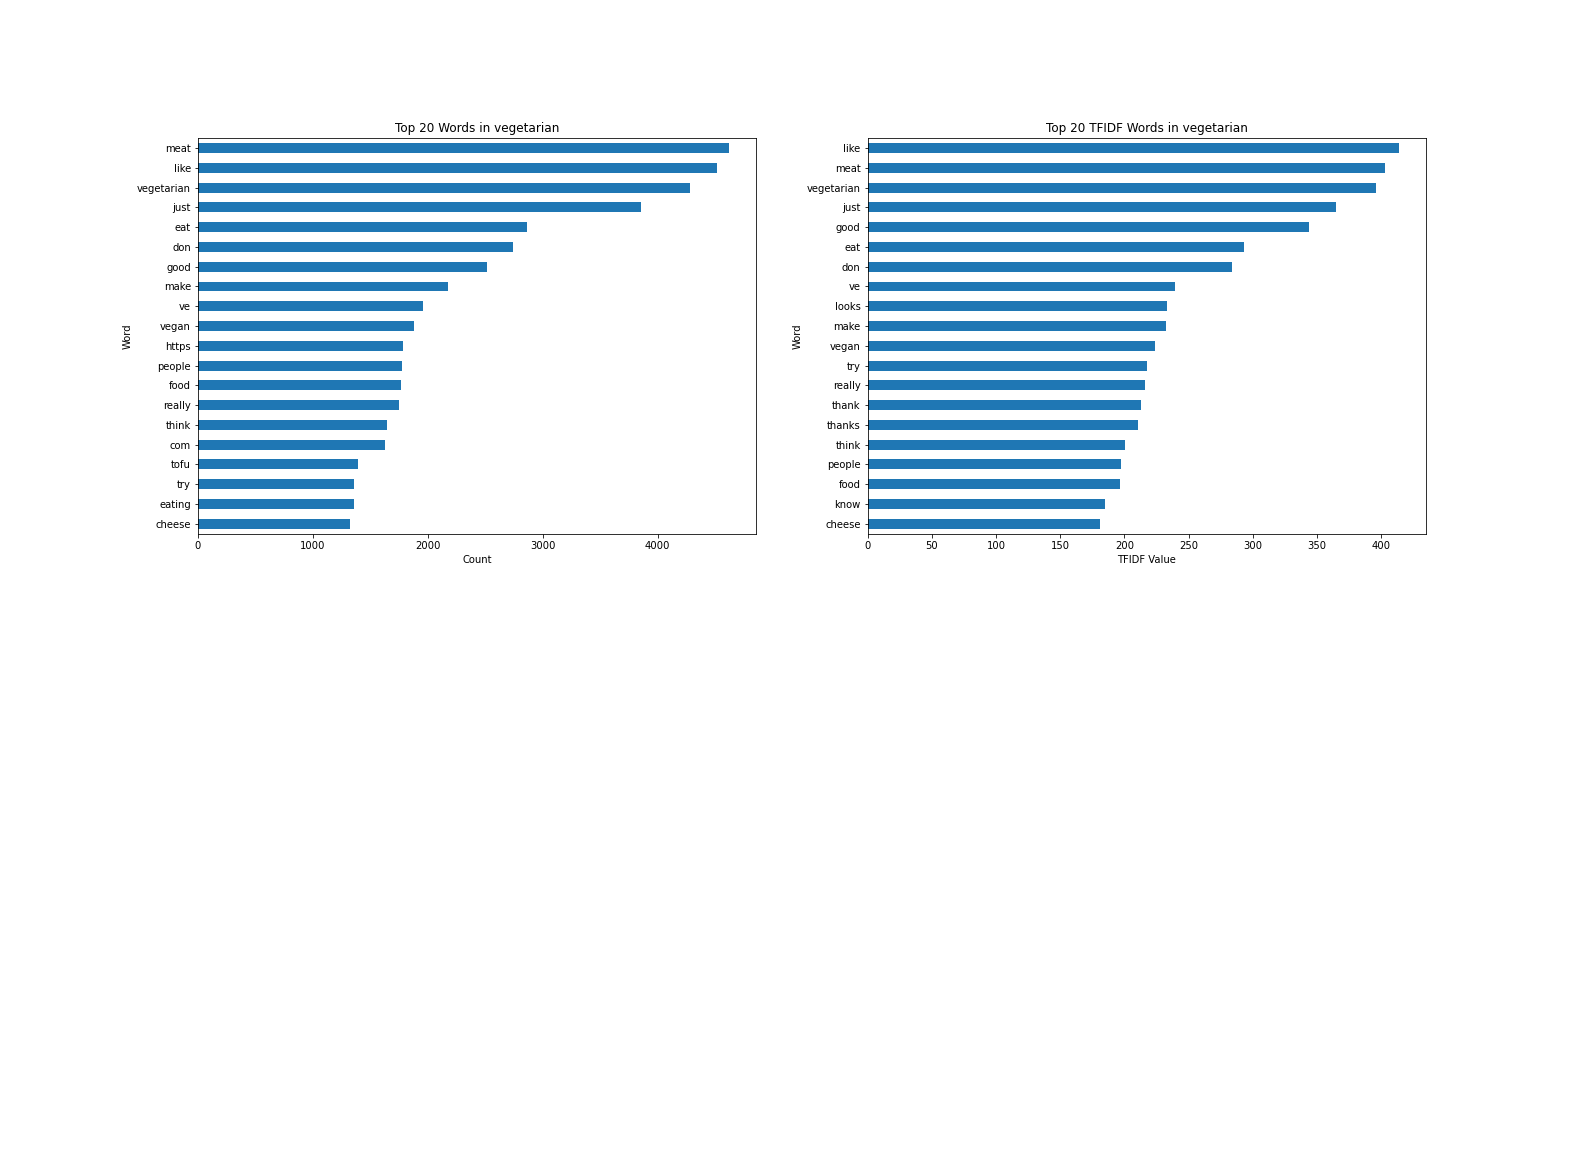 Top 20 Words in vegetarian
Word
meat
like
vegetarian
just
eat
don
good
make
ve
vegan
https
people
food
really
think
com
tofu
try
eating
cheese
0 1000 2000 3000 4000
Count
Top 20 TFIDF Words in vegetarian
Word
like
meat
vegetarian
just
good
eat
don
ve
looks
make
vegan
try
really
thank
thanks
think
people
food
know
cheese
0 50 100 150 200 250 300 350 400
TFIDF Value